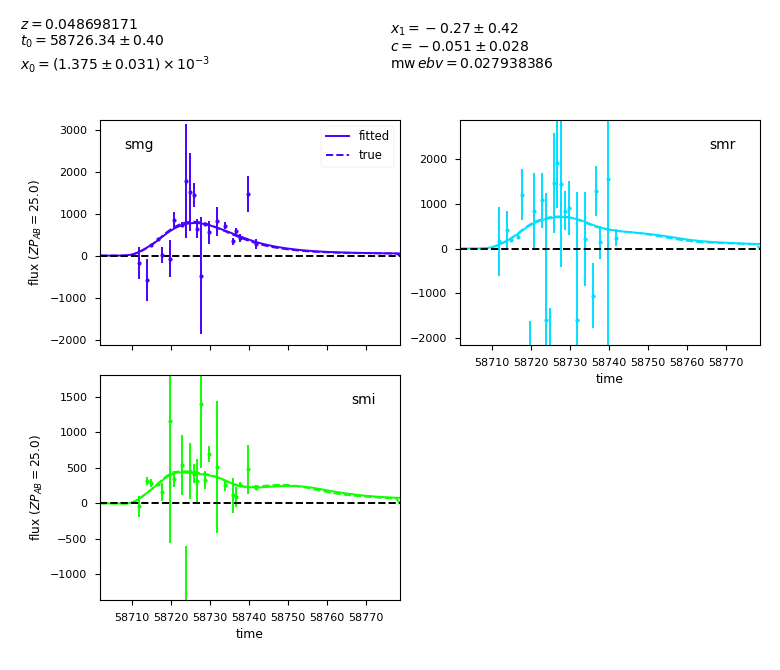 z = 0.048698171
t₀ = 58726.34 ± 0.40
x₀ = (1.375 ± 0.031) × 10⁻³
x₁ = −0.27 ± 0.42
c = −0.051 ± 0.028
mw ebv = 0.027938386
smg
fitted
true
3000
2000
1000
0
−1000
−2000
flux (ZP_AB = 25.0)
smr
2000
1000
0
−1000
−2000
58710 58720 58730 58740 58750 58760 58770
time
smi
1500
1000
500
0
−500
−1000
flux (ZP_AB = 25.0)
58710 58720 58730 58740 58750 58760 58770
time